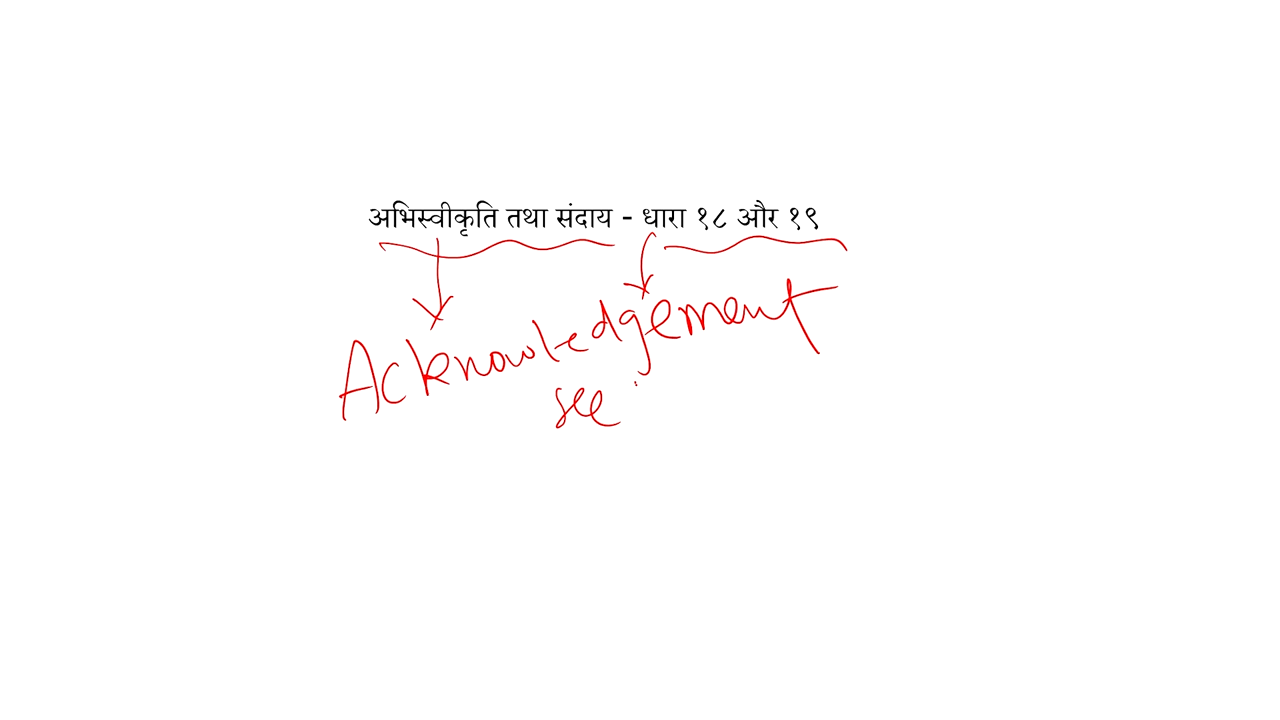 अभिस्वीकृति तथा संदाय - धारा १८ और १९
Acknowledgement
see